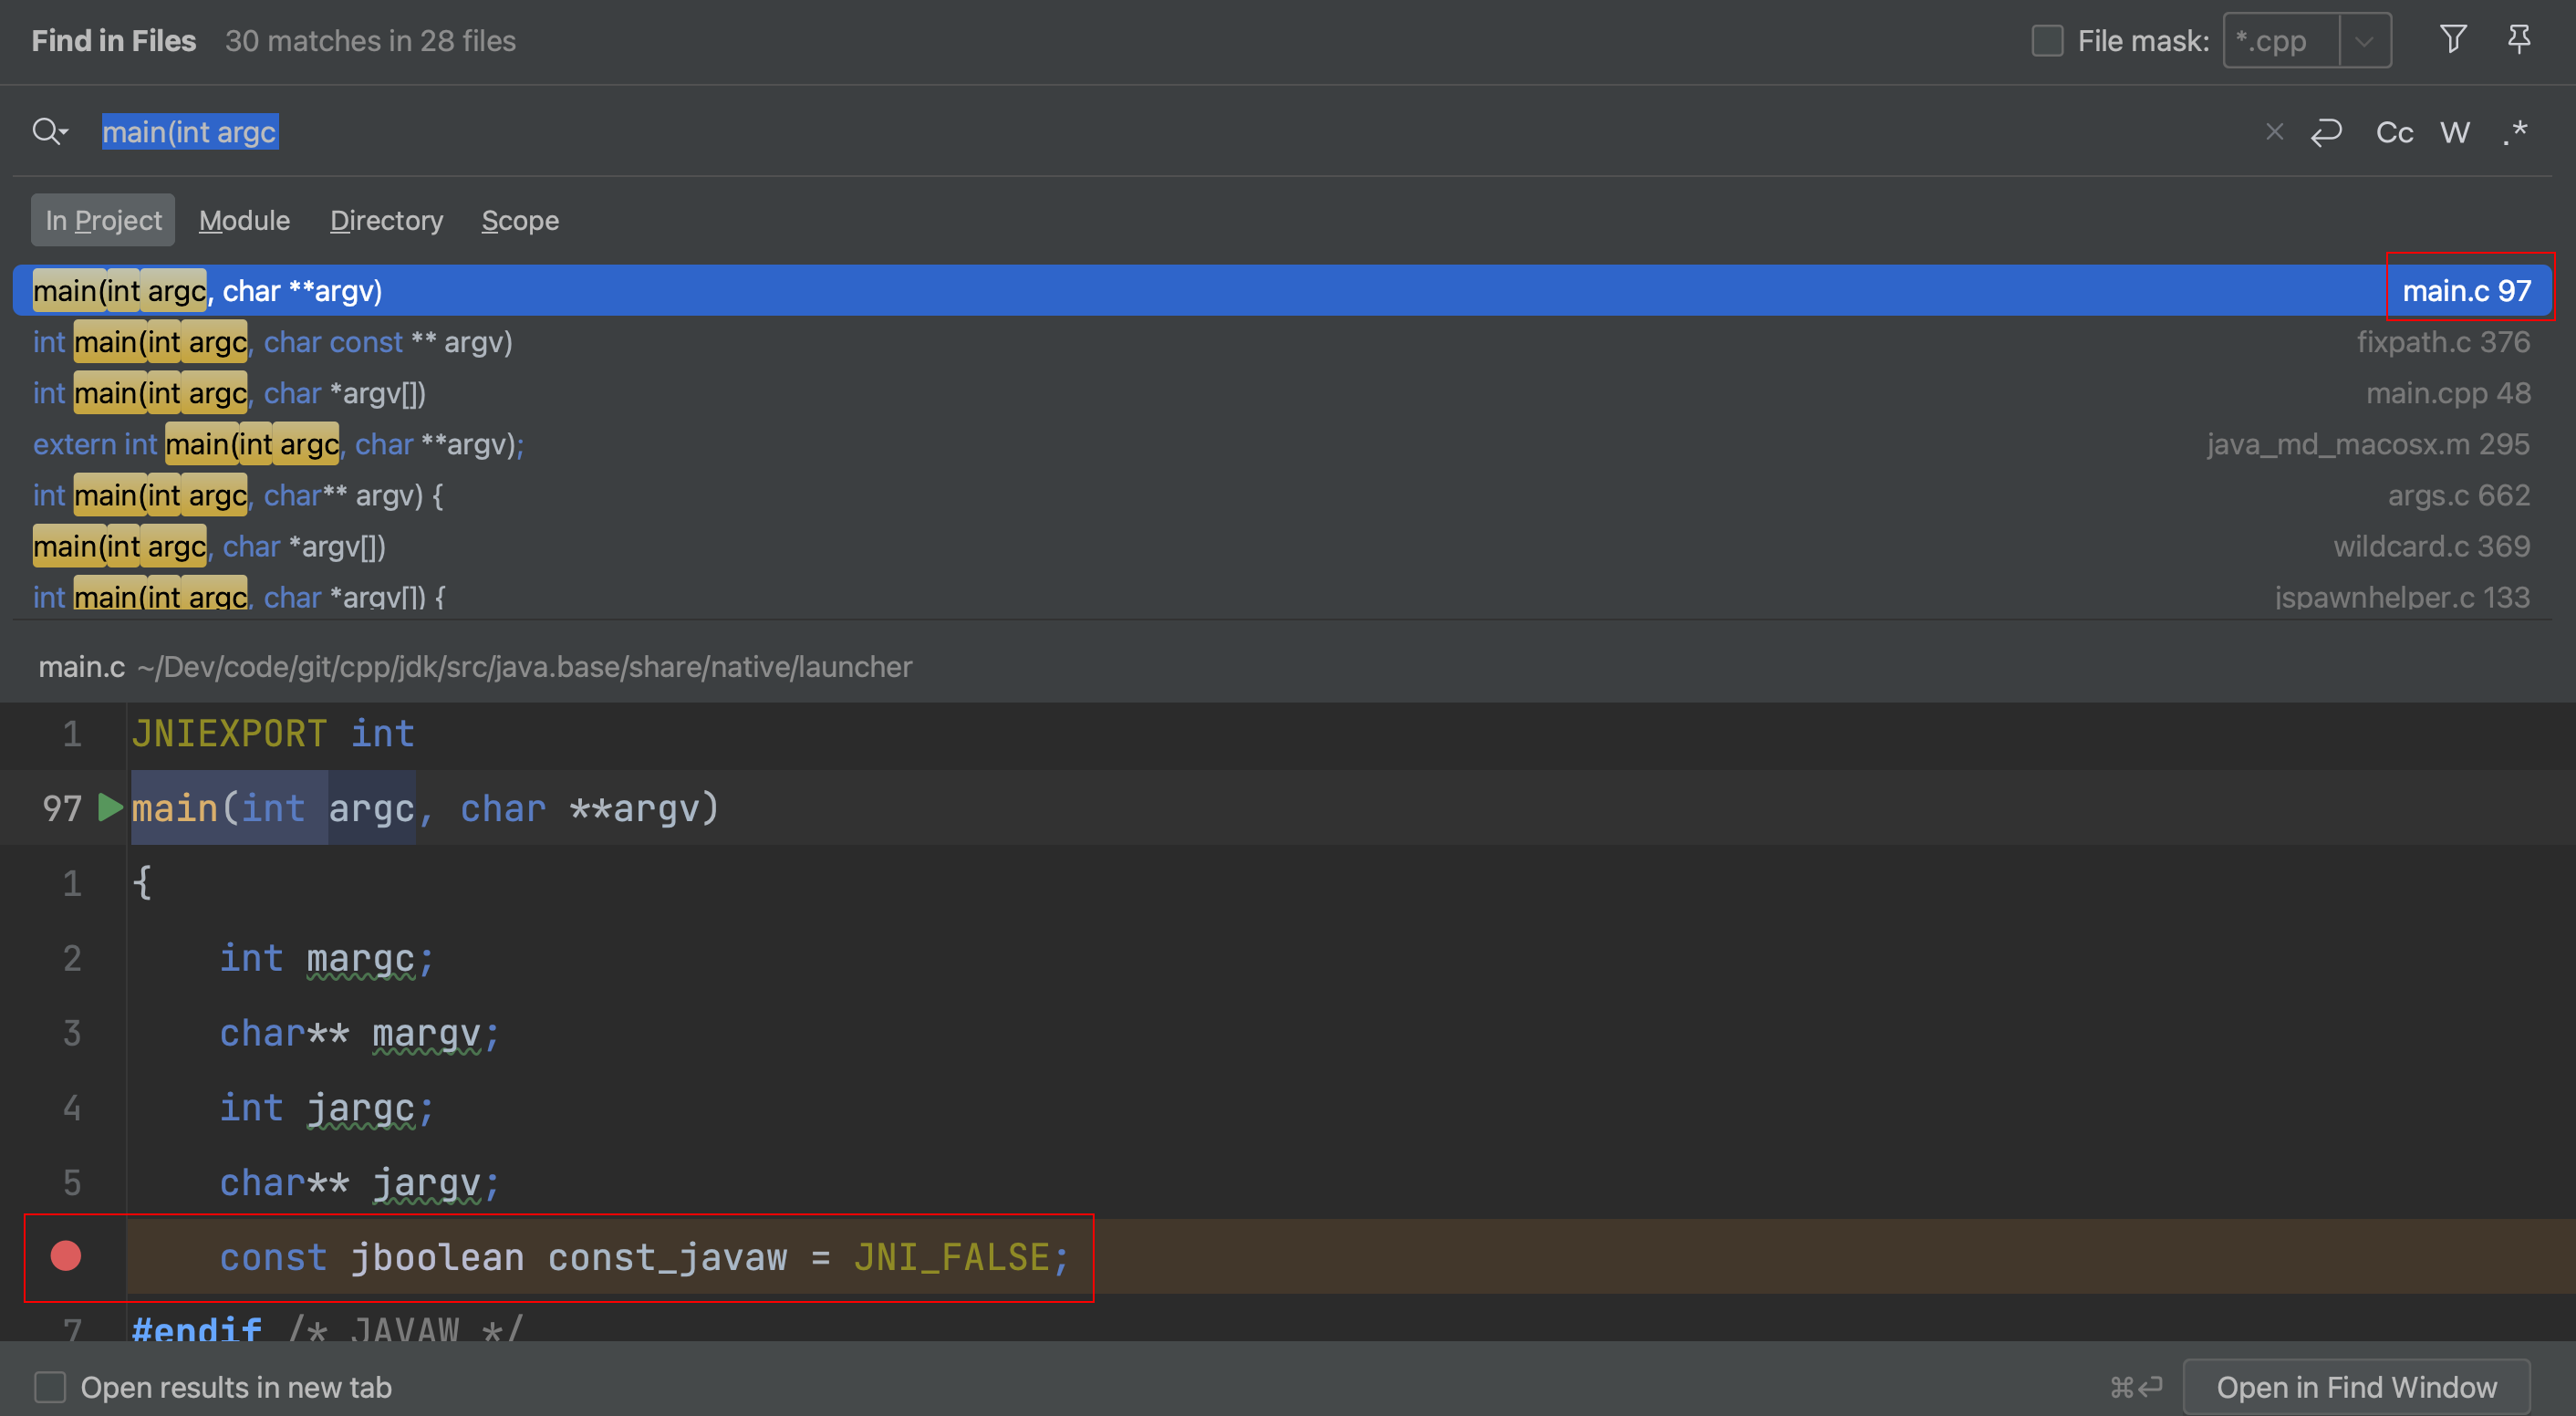 Find in Files 30 matches in 28 files File mask: *.cpp
main(int argc Cc W .*
In Project Module Directory Scope
main(int argc, char **argv) main.c 97
int main(int argc, char const ** argv) fixpath.c 376
int main(int argc, char *argv[]) main.cpp 48
extern int main(int argc, char **argv); java_md_macosx.m 295
int main(int argc, char** argv) { args.c 662
main(int argc, char *argv[]) wildcard.c 369
int main(int argc, char *argv[]) { jspawnhelper.c 133
main.c ~/Dev/code/git/cpp/jdk/src/java.base/share/native/launcher
1 JNIEXPORT int
97 main(int argc, char **argv)
1 {
2 int margc;
3 char** margv;
4 int jargc;
5 char** jargv;
const jboolean const_javaw = JNI_FALSE;
7 #endif /* JAVAW */
Open results in new tab ⌘↩ Open in Find Window